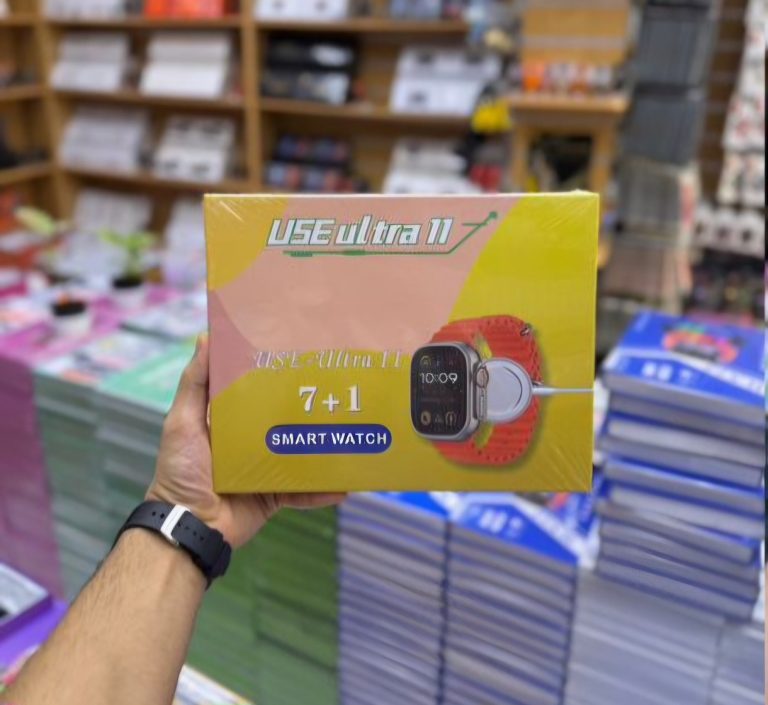 USE ultra 11
USE-Ultra 11
7+1
SMART WATCH
10:09